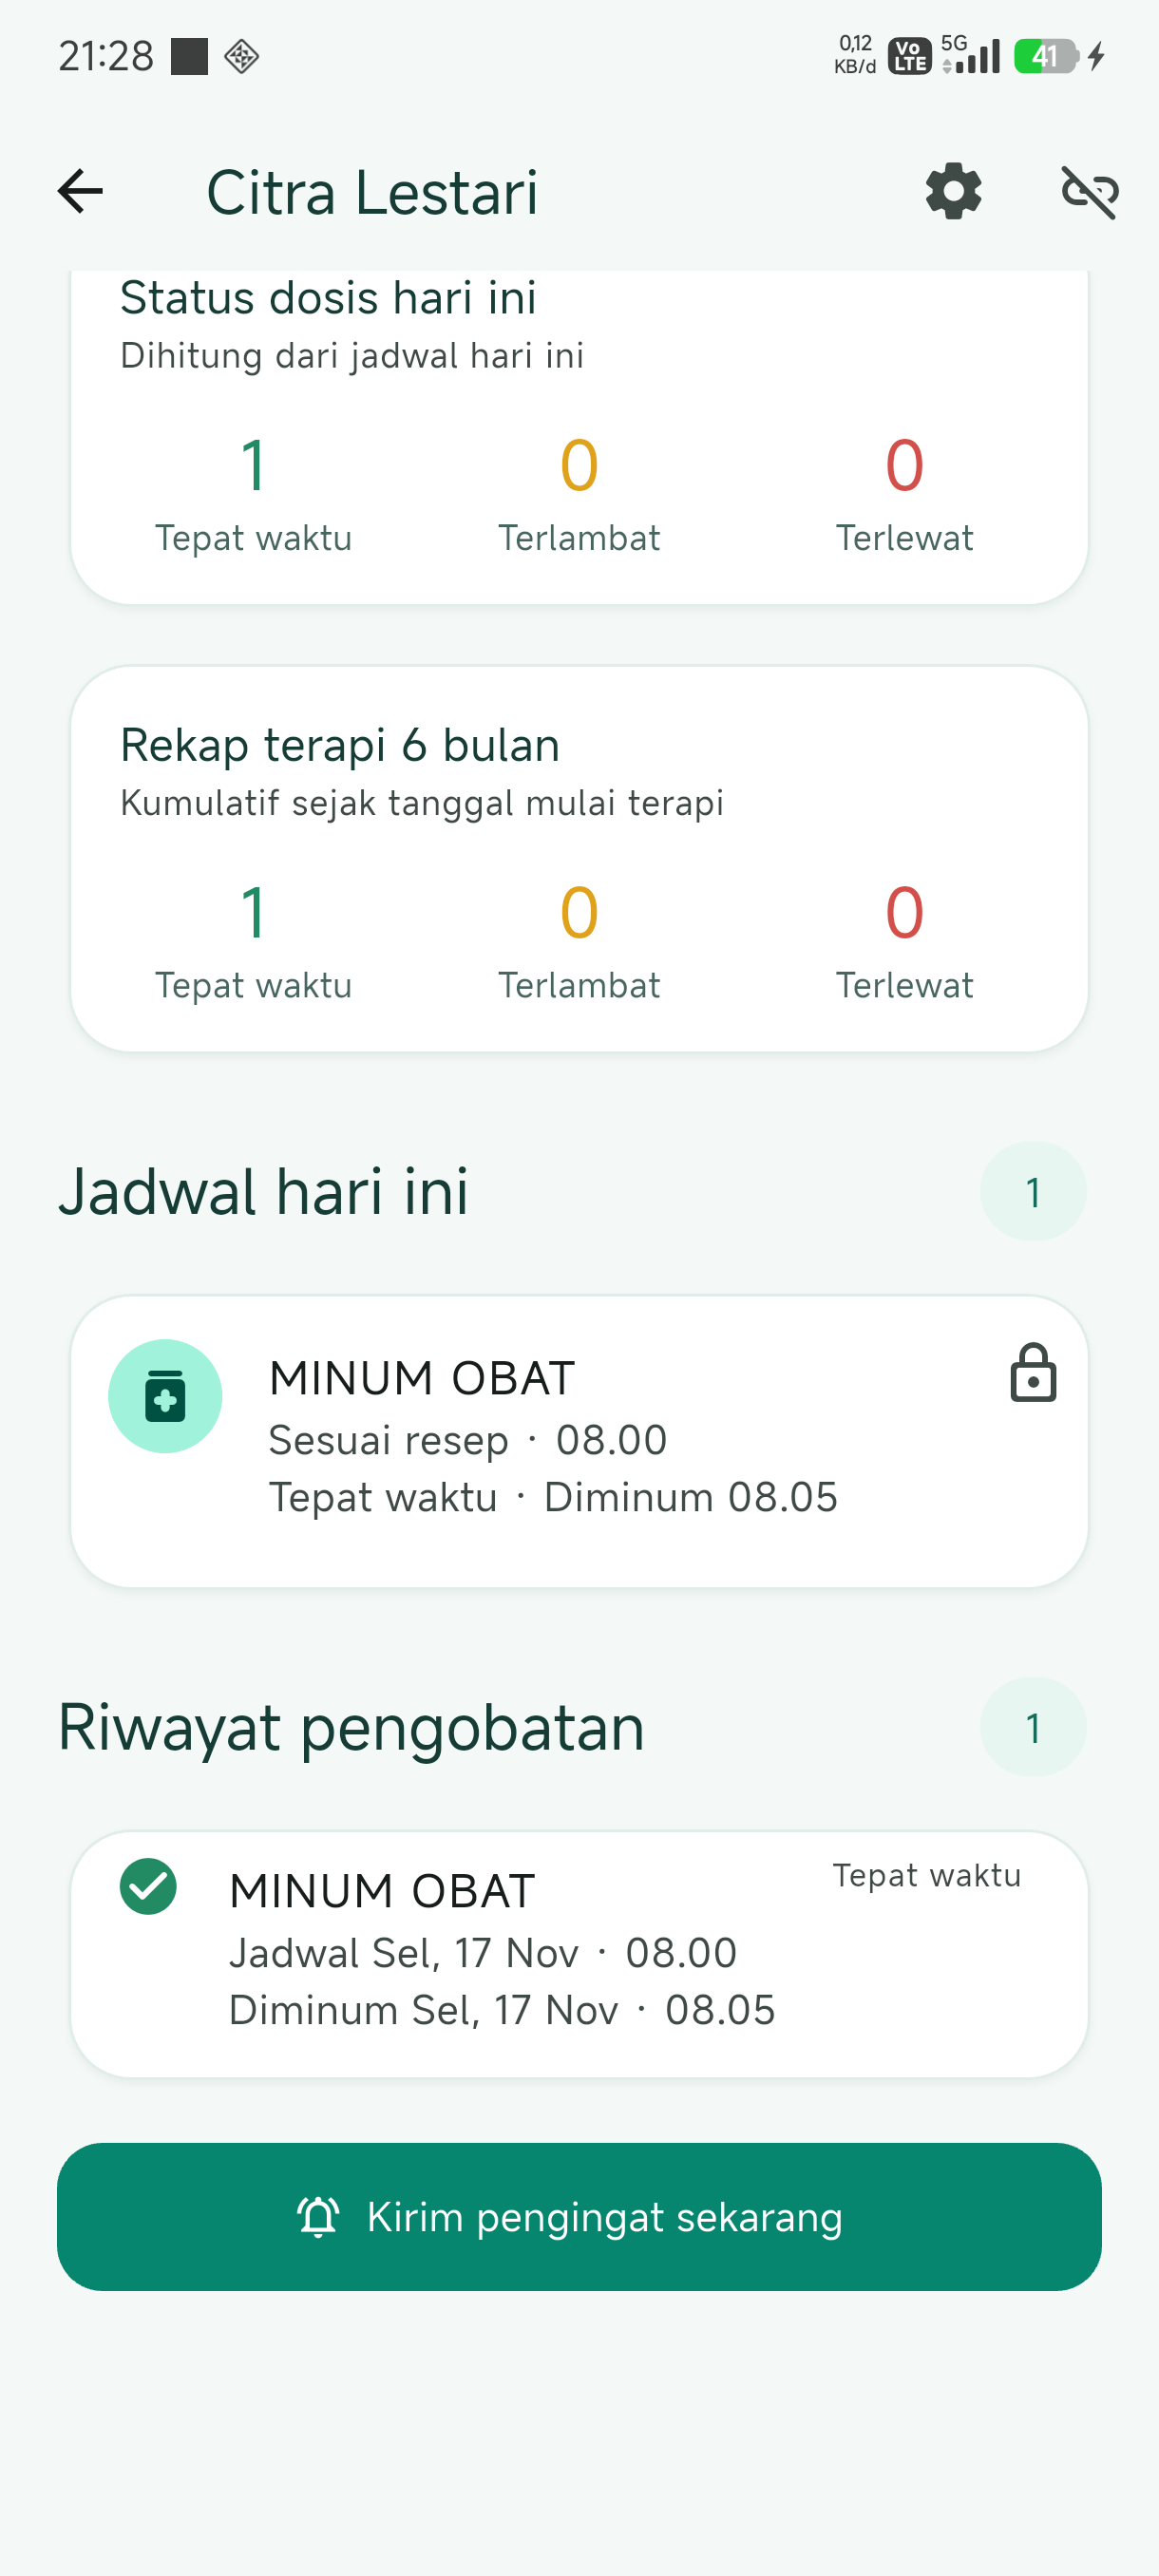 21:28
0,12
KB/d
Vo
LTE
5G
41
Citra Lestari
Status dosis hari ini
Dihitung dari jadwal hari ini
1 0 0
Tepat waktu Terlambat Terlewat
Rekap terapi 6 bulan
Kumulatif sejak tanggal mulai terapi
1 0 0
Tepat waktu Terlambat Terlewat
Jadwal hari ini 1
MINUM OBAT
Sesuai resep · 08.00
Tepat waktu · Diminum 08.05
Riwayat pengobatan 1
MINUM OBAT Tepat waktu
Jadwal Sel, 17 Nov · 08.00
Diminum Sel, 17 Nov · 08.05
Kirim pengingat sekarang